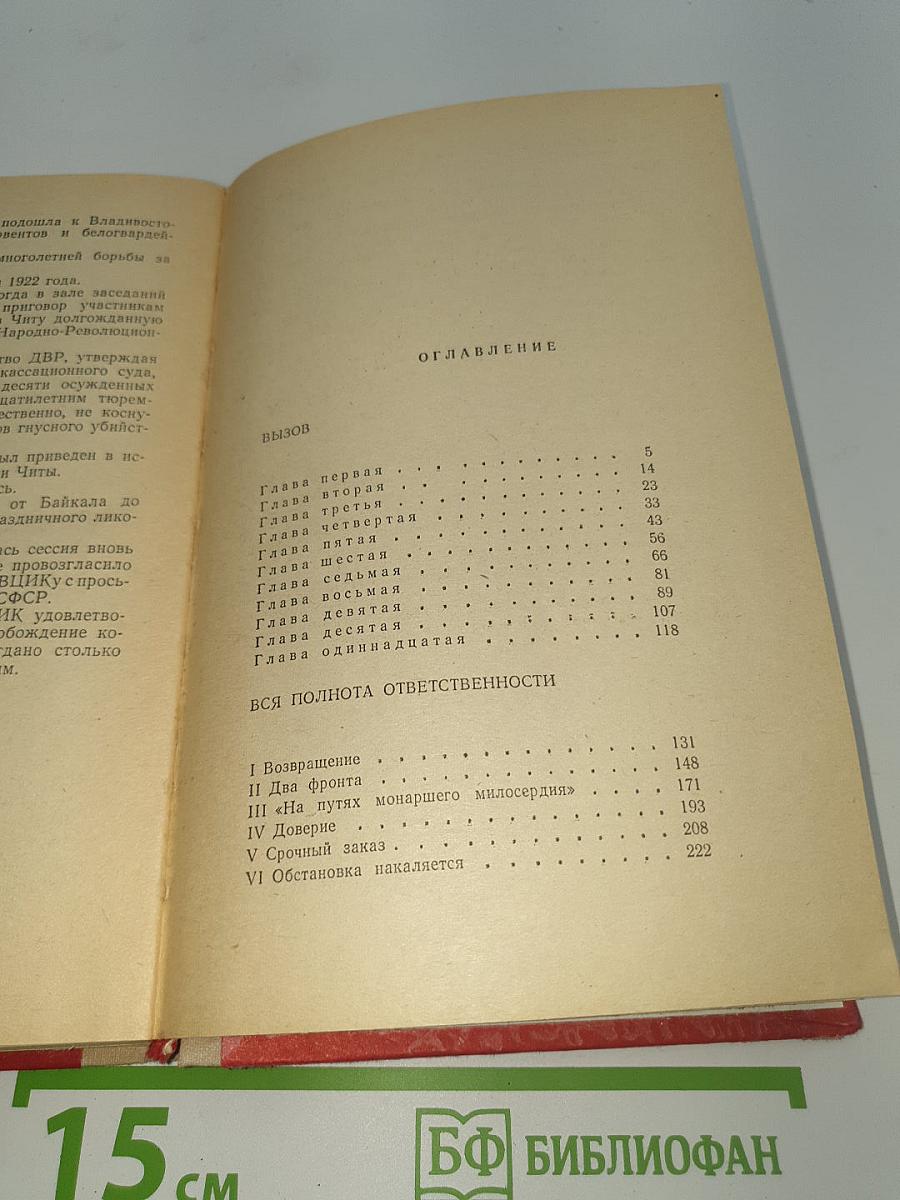 подошла к Владивосто-
овентов и белогвардей-
многолетней борьбы за
1922 года.
огда в зале заседаний
приговор участникам
Читу долгожданную
Народно-Революцион-
тво ДВР, утверждая
кассационного суда,
десяти осужденных
цатилетним тюрем-
ественно, не косну-
ов гнусного убийст-
ыл приведен в ис-
и Читы.
сь.
от Байкала до
аздничного лико-
ась сессия вновь
е провозгласило
ВЦИКу с прось-
СФСР.
ИК удовлетво-
обождение ко-
тдано столько
им.
ОГЛАВЛЕНИЕ
ВЫЗОВ
Глава первая . . . . . . . . . . . . . 5
Глава вторая . . . . . . . . . . . . . 14
Глава третья . . . . . . . . . . . . . 23
Глава четвертая . . . . . . . . . . . 33
Глава пятая . . . . . . . . . . . . . 43
Глава шестая . . . . . . . . . . . . 56
Глава седьмая . . . . . . . . . . . . 66
Глава восьмая . . . . . . . . . . . . 81
Глава девятая . . . . . . . . . . . . 89
Глава десятая . . . . . . . . . . . . 107
Глава одиннадцатая . . . . . . . . 118
ВСЯ ПОЛНОТА ОТВЕТСТВЕННОСТИ
I Возвращение . . . . . . . . . . . . . . 131
II Два фронта . . . . . . . . . . . . . . 148
III «На путях монаршего милосердия» . . . . 171
IV Доверие . . . . . . . . . . . . . . . 193
V Срочный заказ . . . . . . . . . . . . . 208
VI Обстановка накаляется . . . . . . . . . 222
15 см
БФ БИБЛИОФАН